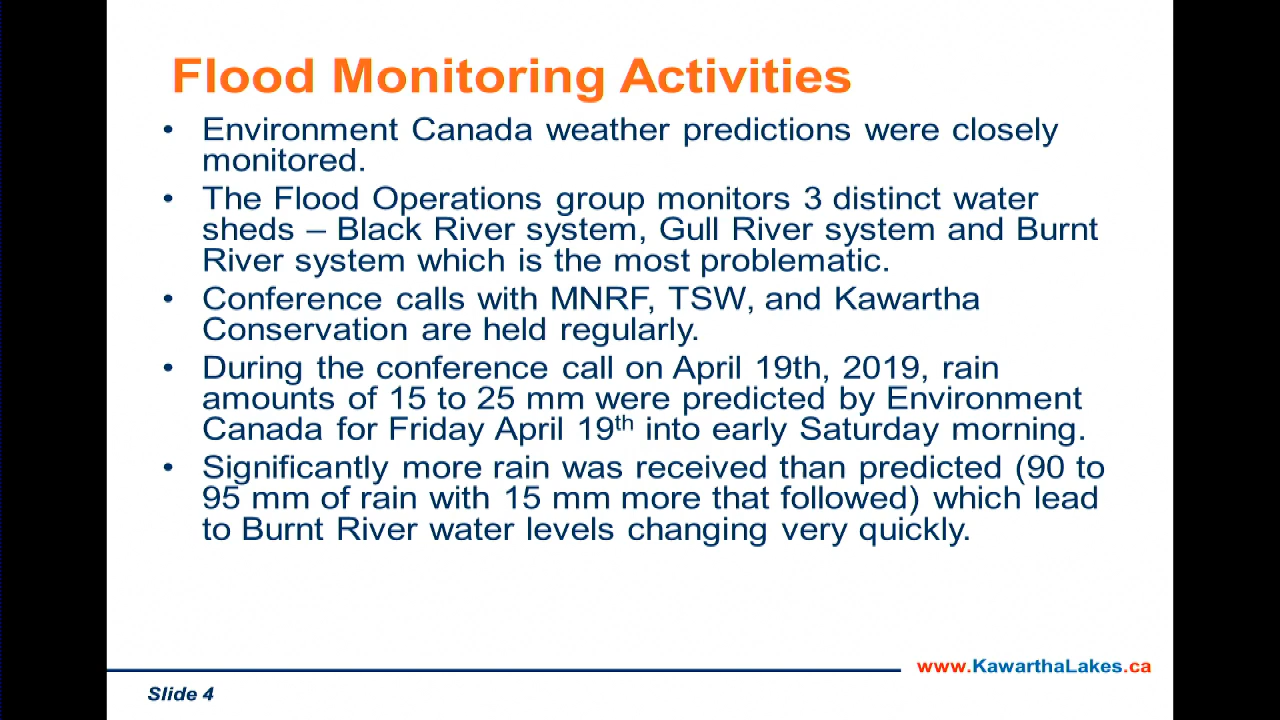 Flood Monitoring Activities
• Environment Canada weather predictions were closely
monitored.
• The Flood Operations group monitors 3 distinct water
sheds – Black River system, Gull River system and Burnt
River system which is the most problematic.
• Conference calls with MNRF, TSW, and Kawartha
Conservation are held regularly.
• During the conference call on April 19th, 2019, rain
amounts of 15 to 25 mm were predicted by Environment
Canada for Friday April 19th into early Saturday morning.
• Significantly more rain was received than predicted (90 to
95 mm of rain with 15 mm more that followed) which lead
to Burnt River water levels changing very quickly.
www.KawarthaLakes.ca
Slide 4